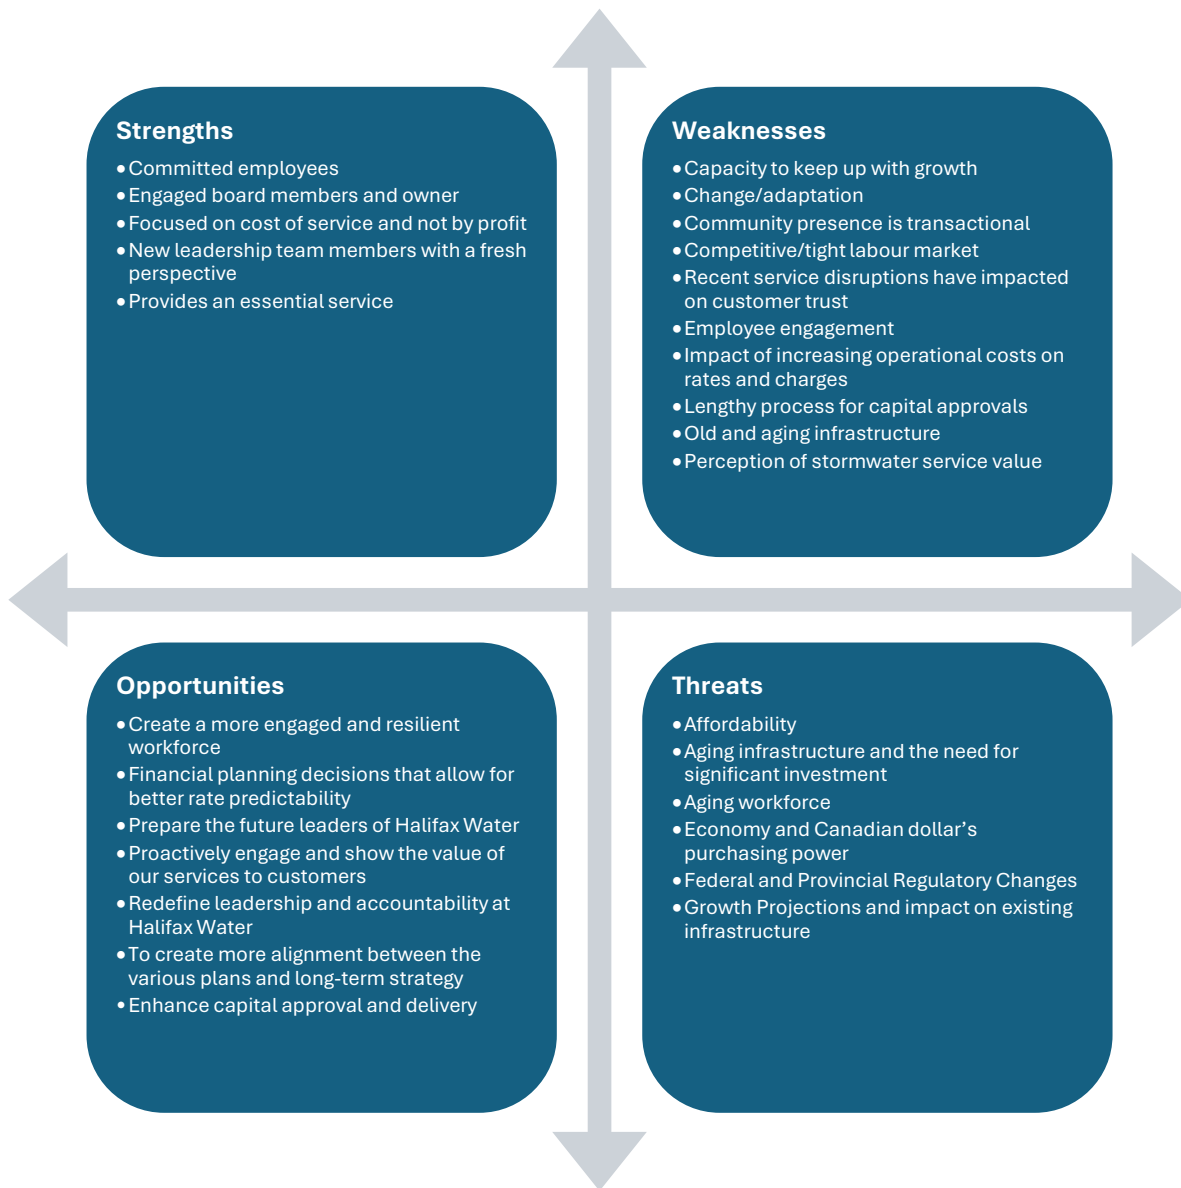 Strengths
•Committed employees
•Engaged board members and owner
•Focused on cost of service and not by profit
•New leadership team members with a fresh
perspective
•Provides an essential service
Weaknesses
•Capacity to keep up with growth
•Change/adaptation
•Community presence is transactional
•Competitive/tight labour market
•Recent service disruptions have impacted
on customer trust
•Employee engagement
•Impact of increasing operational costs on
rates and charges
•Lengthy process for capital approvals
•Old and aging infrastructure
•Perception of stormwater service value
Opportunities
•Create a more engaged and resilient
workforce
•Financial planning decisions that allow for
better rate predictability
•Prepare the future leaders of Halifax Water
•Proactively engage and show the value of
our services to customers
•Redefine leadership and accountability at
Halifax Water
•To create more alignment between the
various plans and long-term strategy
•Enhance capital approval and delivery
Threats
•Affordability
•Aging infrastructure and the need for
significant investment
•Aging workforce
•Economy and Canadian dollar’s
purchasing power
•Federal and Provincial Regulatory Changes
•Growth Projections and impact on existing
infrastructure